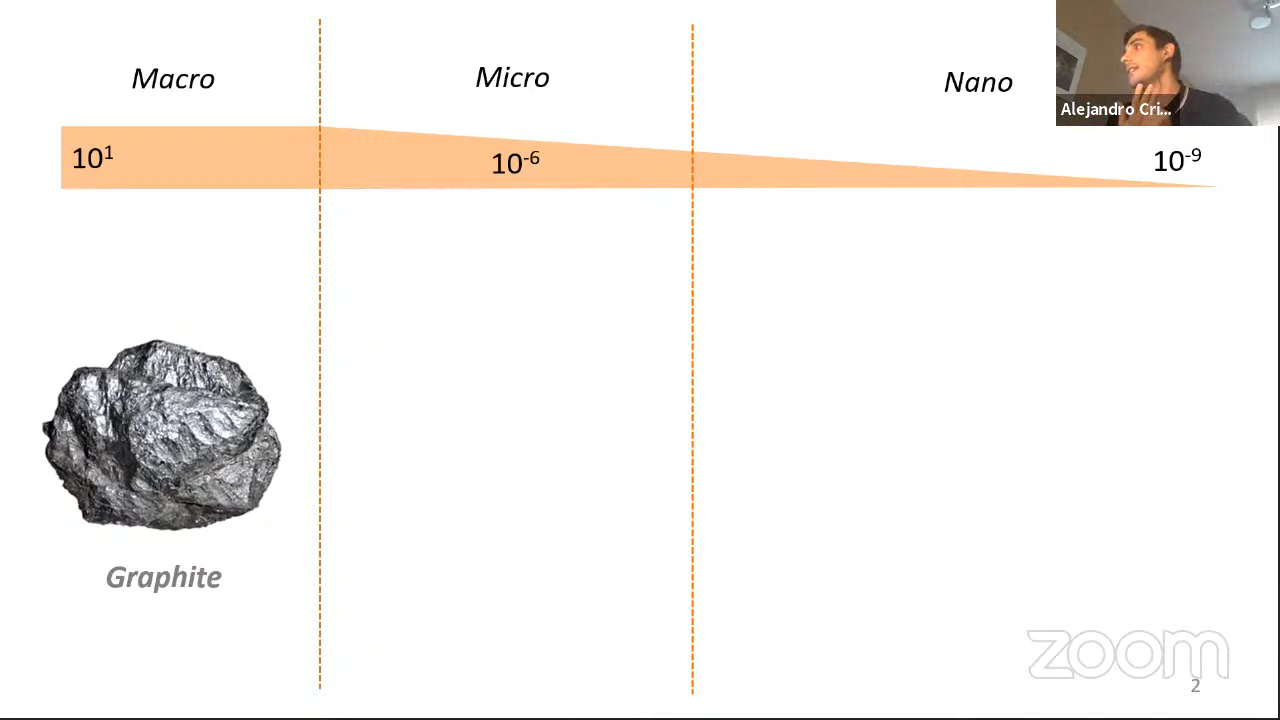 Macro
Micro
Nano
Alejandro Cri...
10¹
10⁻⁶
10⁻⁹
Graphite
zoom
2